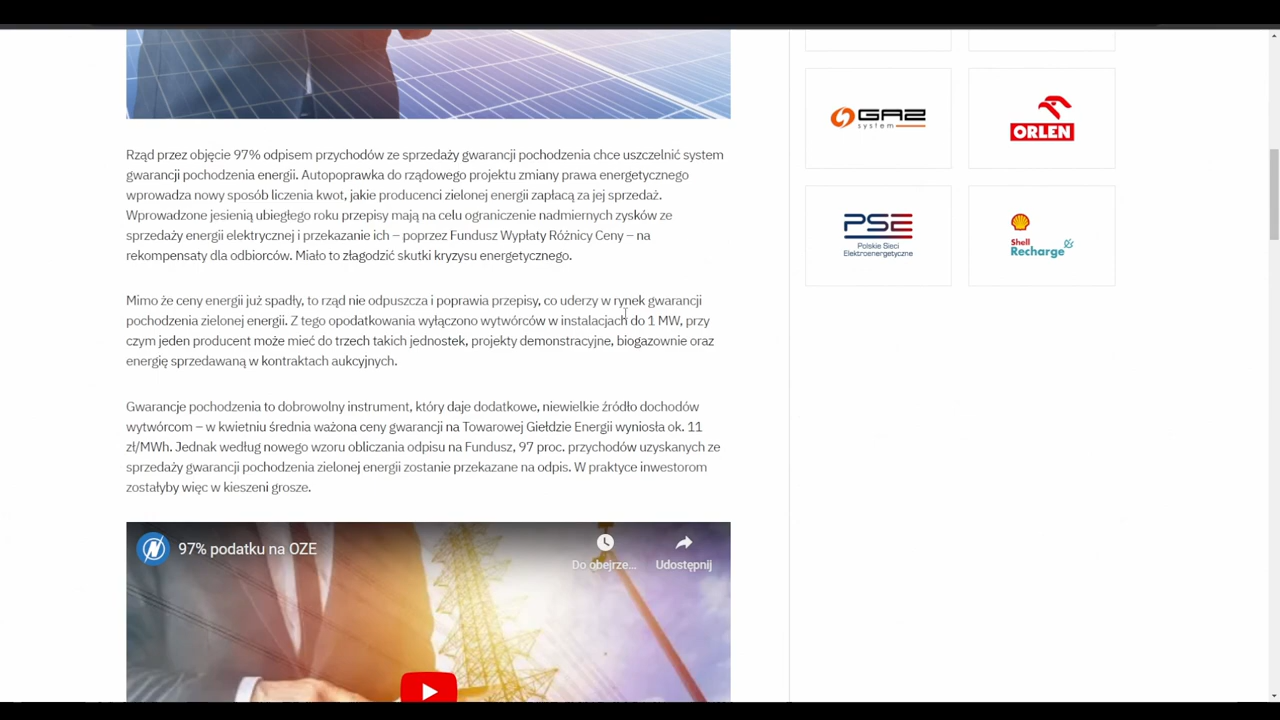 Rząd przez objęcie 97% odpisem przychodów ze sprzedaży gwarancji pochodzenia chce uszczelnić system
gwarancji pochodzenia energii. Autopoprawka do rządowego projektu zmiany prawa energetycznego
wprowadza nowy sposób liczenia kwot, jakie producenci zielonej energii zapłacą za jej sprzedaż.
Wprowadzone jesienią ubiegłego roku przepisy mają na celu ograniczenie nadmiernych zysków ze
sprzedaży energii elektrycznej i przekazanie ich – poprzez Fundusz Wypłaty Różnicy Ceny – na
rekompensaty dla odbiorców. Miało to złagodzić skutki kryzysu energetycznego.
Mimo że ceny energii już spadły, to rząd nie odpuszcza i poprawia przepisy, co uderzy w rynek gwarancji
pochodzenia zielonej energii. Z tego opodatkowania wyłączono wytwórców w instalacjach do 1 MW, przy
czym jeden producent może mieć do trzech takich jednostek, projekty demonstracyjne, biogazownie oraz
energię sprzedawaną w kontraktach aukcyjnych.
Gwarancje pochodzenia to dobrowolny instrument, który daje dodatkowe, niewielkie źródło dochodów
wytwórcom – w kwietniu średnia ważona ceny gwarancji na Towarowej Giełdzie Energii wyniosła ok. 11
zł/MWh. Jednak według nowego wzoru obliczania odpisu na Fundusz, 97 proc. przychodów uzyskanych ze
sprzedaży gwarancji pochodzenia zielonej energii zostanie przekazane na odpis. W praktyce inwestorom
zostałyby więc w kieszeni grosze.
97% podatku na OZE
Do obejrze...
Udostępnij
GAZ
system
ORLEN
PSE
Polskie Sieci
Elektroenergetyczne
Shell
Recharge